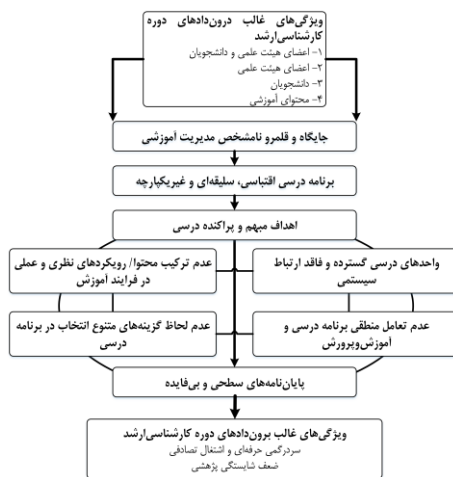 ویژگی‌های غالب درون‌دادهای دوره
کارشناسی‌ارشد
۱- اعضای هیئت علمی و دانشجویان
۲- اعضای هیئت علمی
۳- دانشجویان
۴- محتوای آموزشی
جایگاه و قلمرو نامشخص مدیریت آموزشی
برنامه درسی اقتباسی، سلیقه‌ای و غیریکپارچه
اهداف مبهم و پراکنده درسی
واحدهای درسی گسترده و فاقد ارتباط
سیستمی
عدم ترکیب محتوا/ رویکردهای نظری و عملی
در فرایند آموزش
عدم تعامل منطقی برنامه درسی و
آموزش‌وپرورش
عدم لحاظ گزینه‌های متنوع انتخاب در برنامه
درسی
پایان‌نامه‌های سطحی و بی‌فایده
ویژگی‌های غالب برون‌دادهای دوره کارشناسی‌ارشد
سردرگمی حرفه‌ای و اشتغال تصادفی
ضعف شایستگی پژهشی